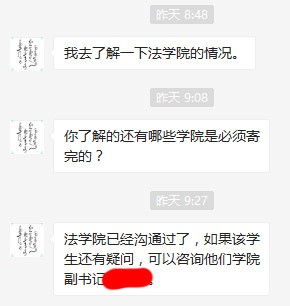 昨天 8:48
我去了解一下法学院的情况。
昨天 9:08
你了解的还有哪些学院是必须寄
完的？
昨天 9:27
法学院已经沟通过了，如果该学
生还有疑问，可以咨询他们学院
副书记